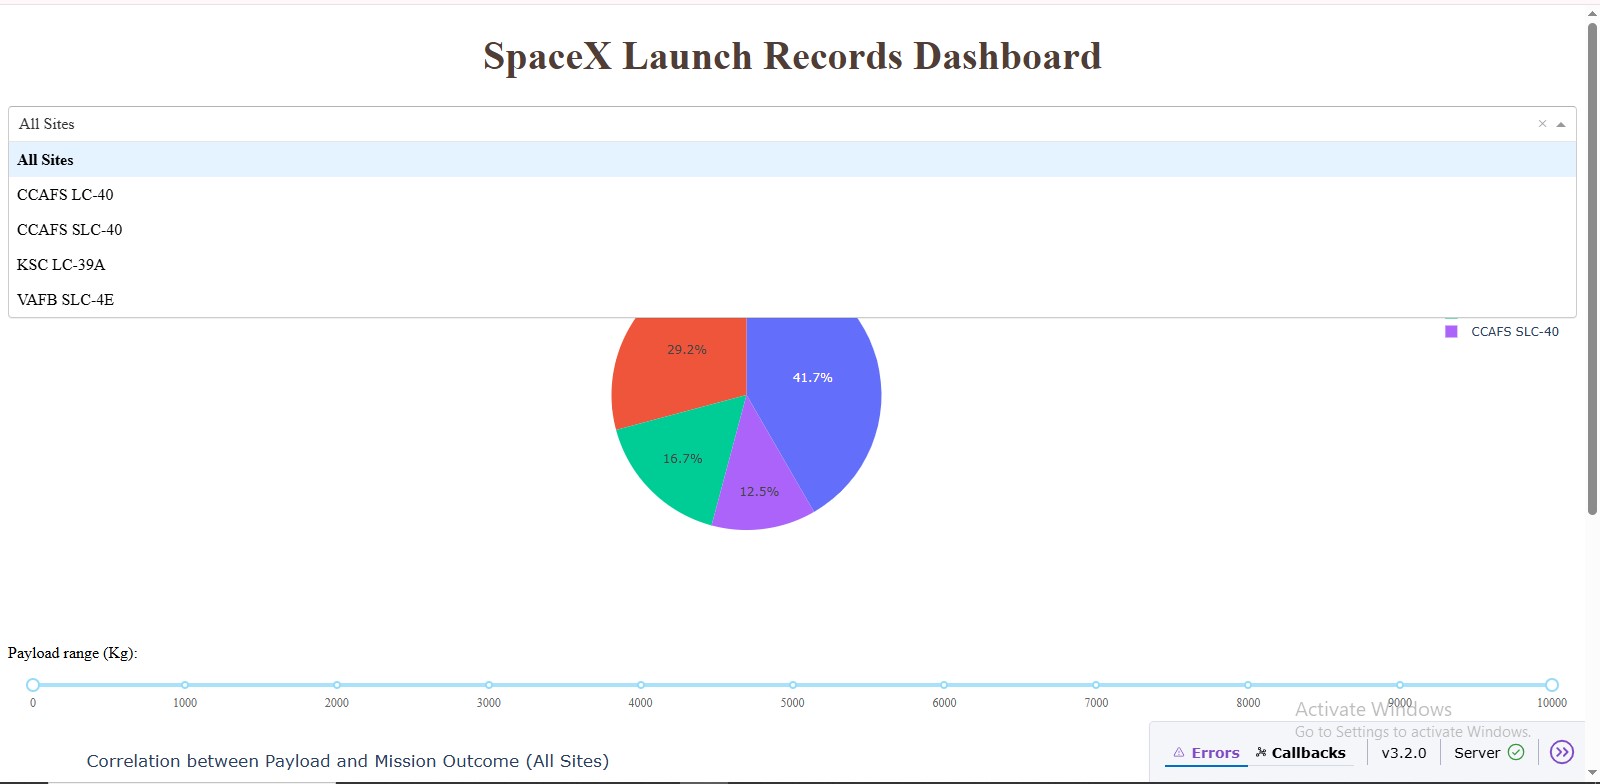 SpaceX Launch Records Dashboard
All Sites
All Sites
CCAFS LC-40
CCAFS SLC-40
KSC LC-39A
VAFB SLC-4E
CCAFS SLC-40
29.2%
41.7%
16.7%
12.5%
Payload range (Kg):
0 1000 2000 3000 4000 5000 6000 7000 8000 9000 10000
Activate Windows
Go to Settings to activate Windows.
Errors Callbacks v3.2.0 Server
Correlation between Payload and Mission Outcome (All Sites)